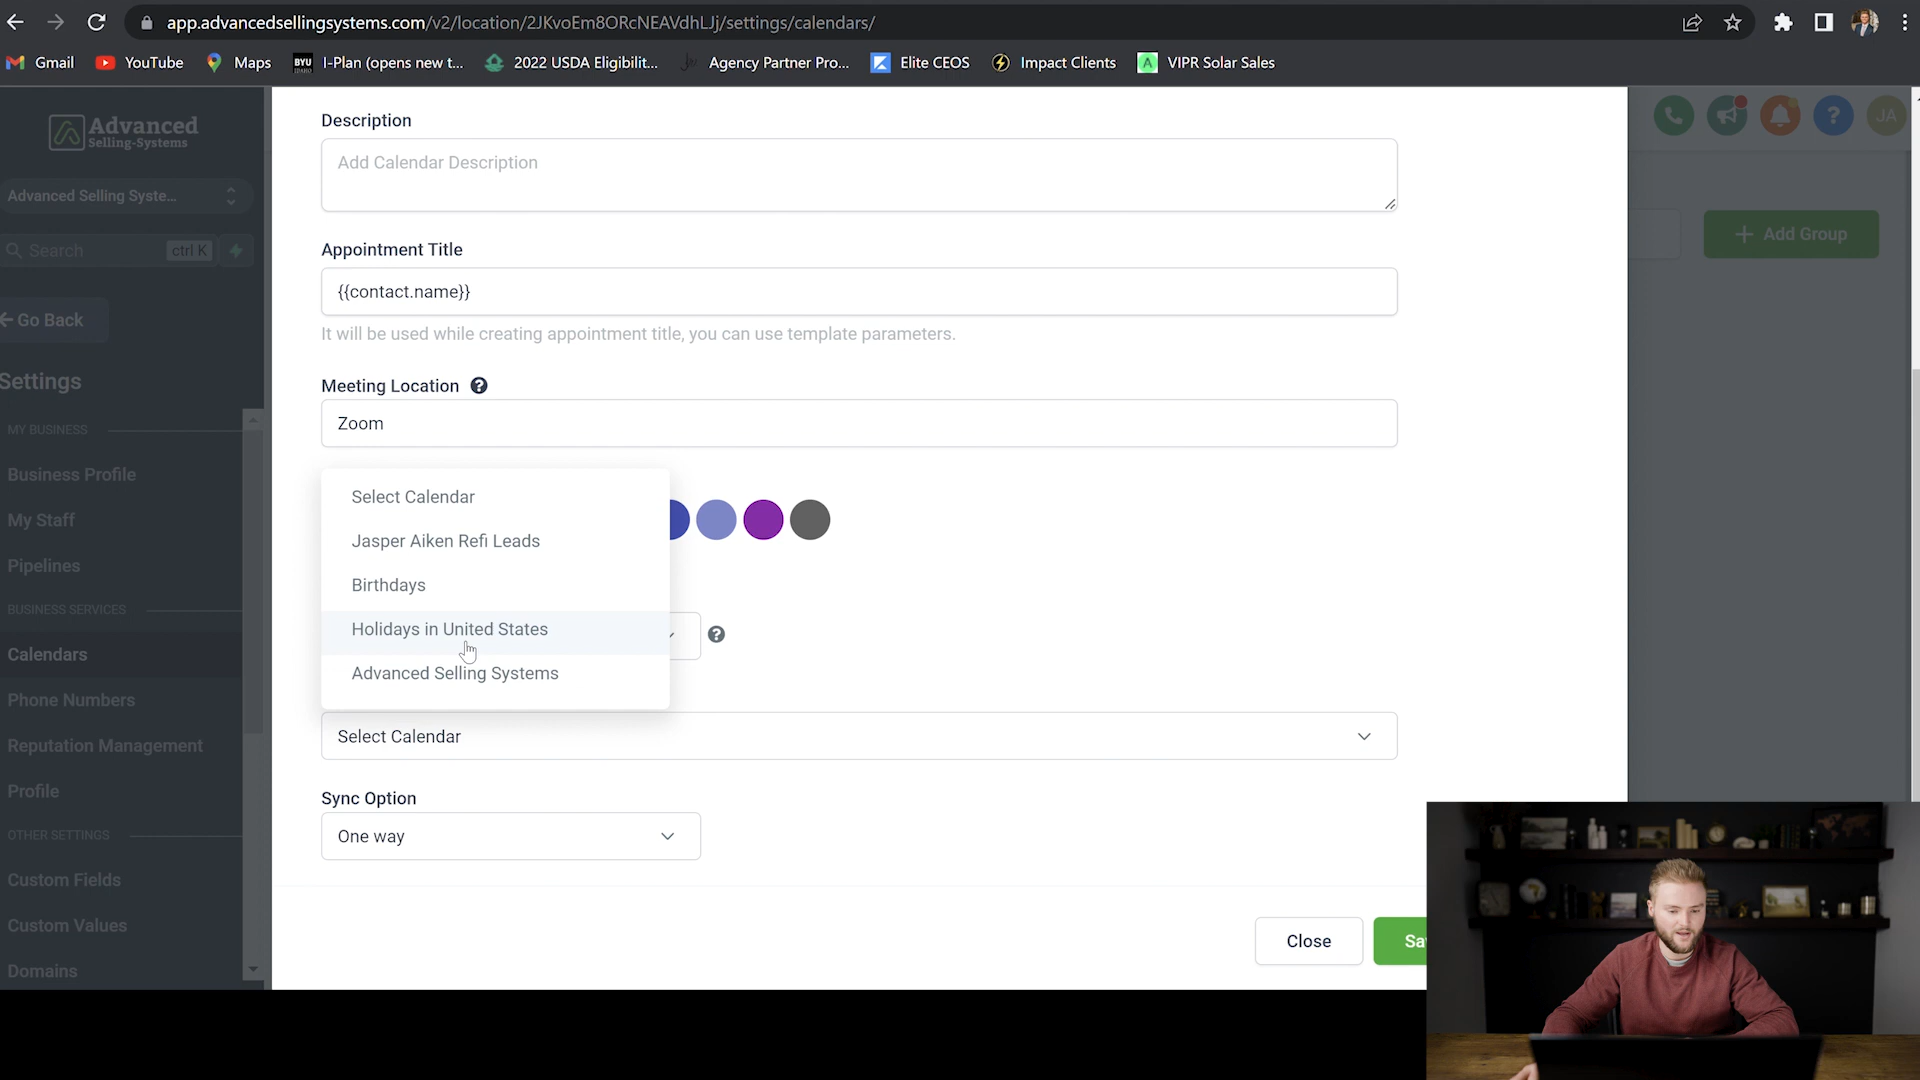 app.advancedsellingsystems.com/v2/location/2JKvoEm8ORcNEAVdhLJj/settings/calendars/
Gmail
YouTube
Maps
BYU
IDAHO
I-Plan (opens new t...
2022 USDA Eligibilit...
Agency Partner Pro...
Elite CEOS
Impact Clients
VIPR Solar Sales
Advanced
Selling-Systems
Advanced Selling Syste...
Search
ctrl K
Go Back
Settings
MY BUSINESS
Business Profile
My Staff
Pipelines
BUSINESS SERVICES
Calendars
Phone Numbers
Reputation Management
Profile
OTHER SETTINGS
Custom Fields
Custom Values
Domains
Description
Add Calendar Description
Appointment Title
{{contact.name}}
It will be used while creating appointment title, you can use template parameters.
Meeting Location ?
Zoom
Select Calendar
Jasper Aiken Refi Leads
Birthdays
Holidays in United States
Advanced Selling Systems
?
Select Calendar
Sync Option
One way
Close
Sa
?
JA
+ Add Group